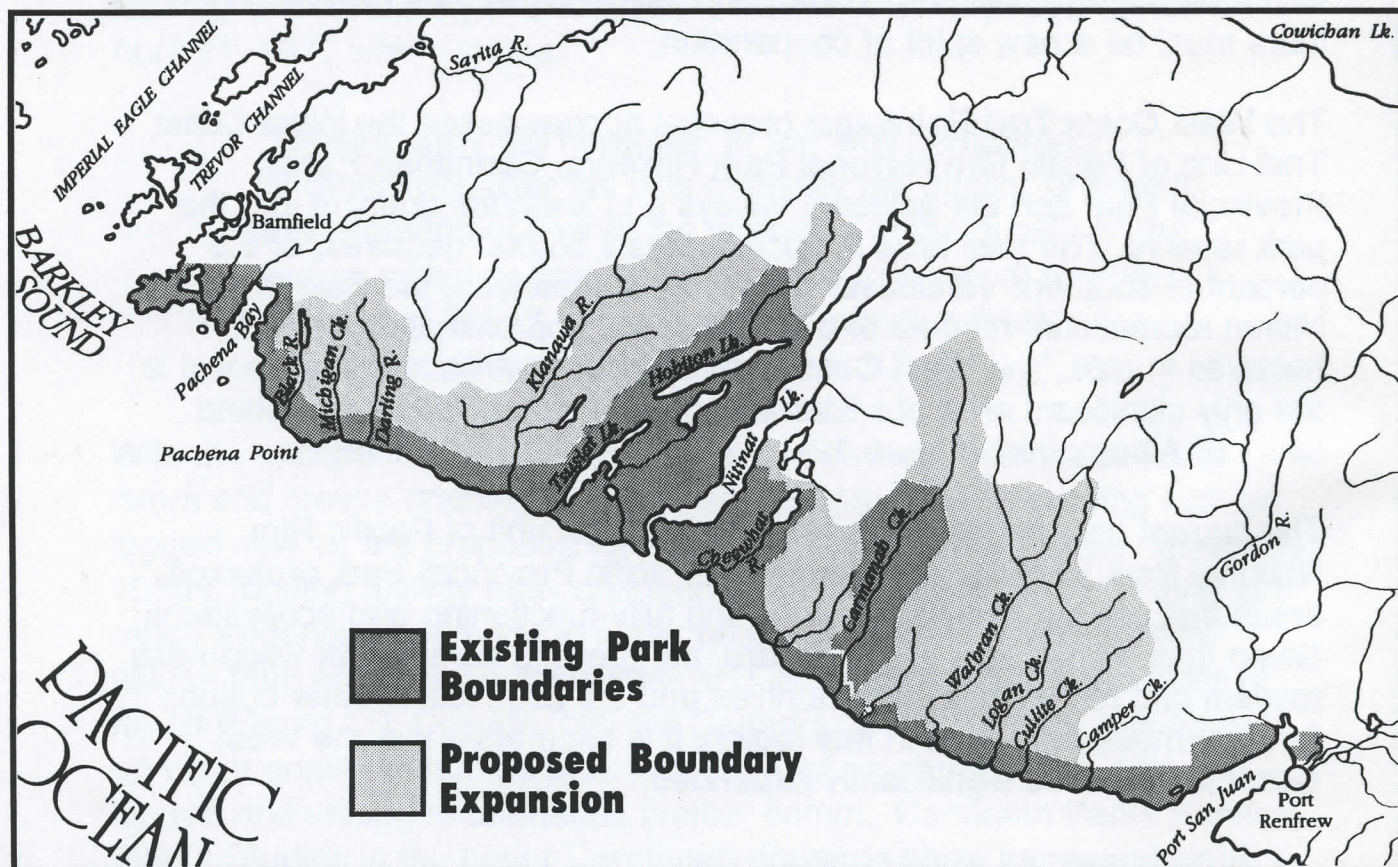 Sarita R.
Cowichan Lk.
IMPERIAL EAGLE CHANNEL
TREVOR CHANNEL
Bamfield
BARKLEY
SOUND
Pachena Bay
Black R.
Michigan Ck.
Darling R.
Klanawa R.
Hobiton Lk.
Tsusiat Lk.
Nitinat Lk.
Pachena Point
Cheewhat
R.
Carmanah Ck.
Walbran Ck.
Logan Ck.
Cullite Ck.
Camper Ck.
Gordon R.
Existing Park
Boundaries
Proposed Boundary
Expansion
PACIFIC
OCEAN
Port San Juan
Port
Renfrew